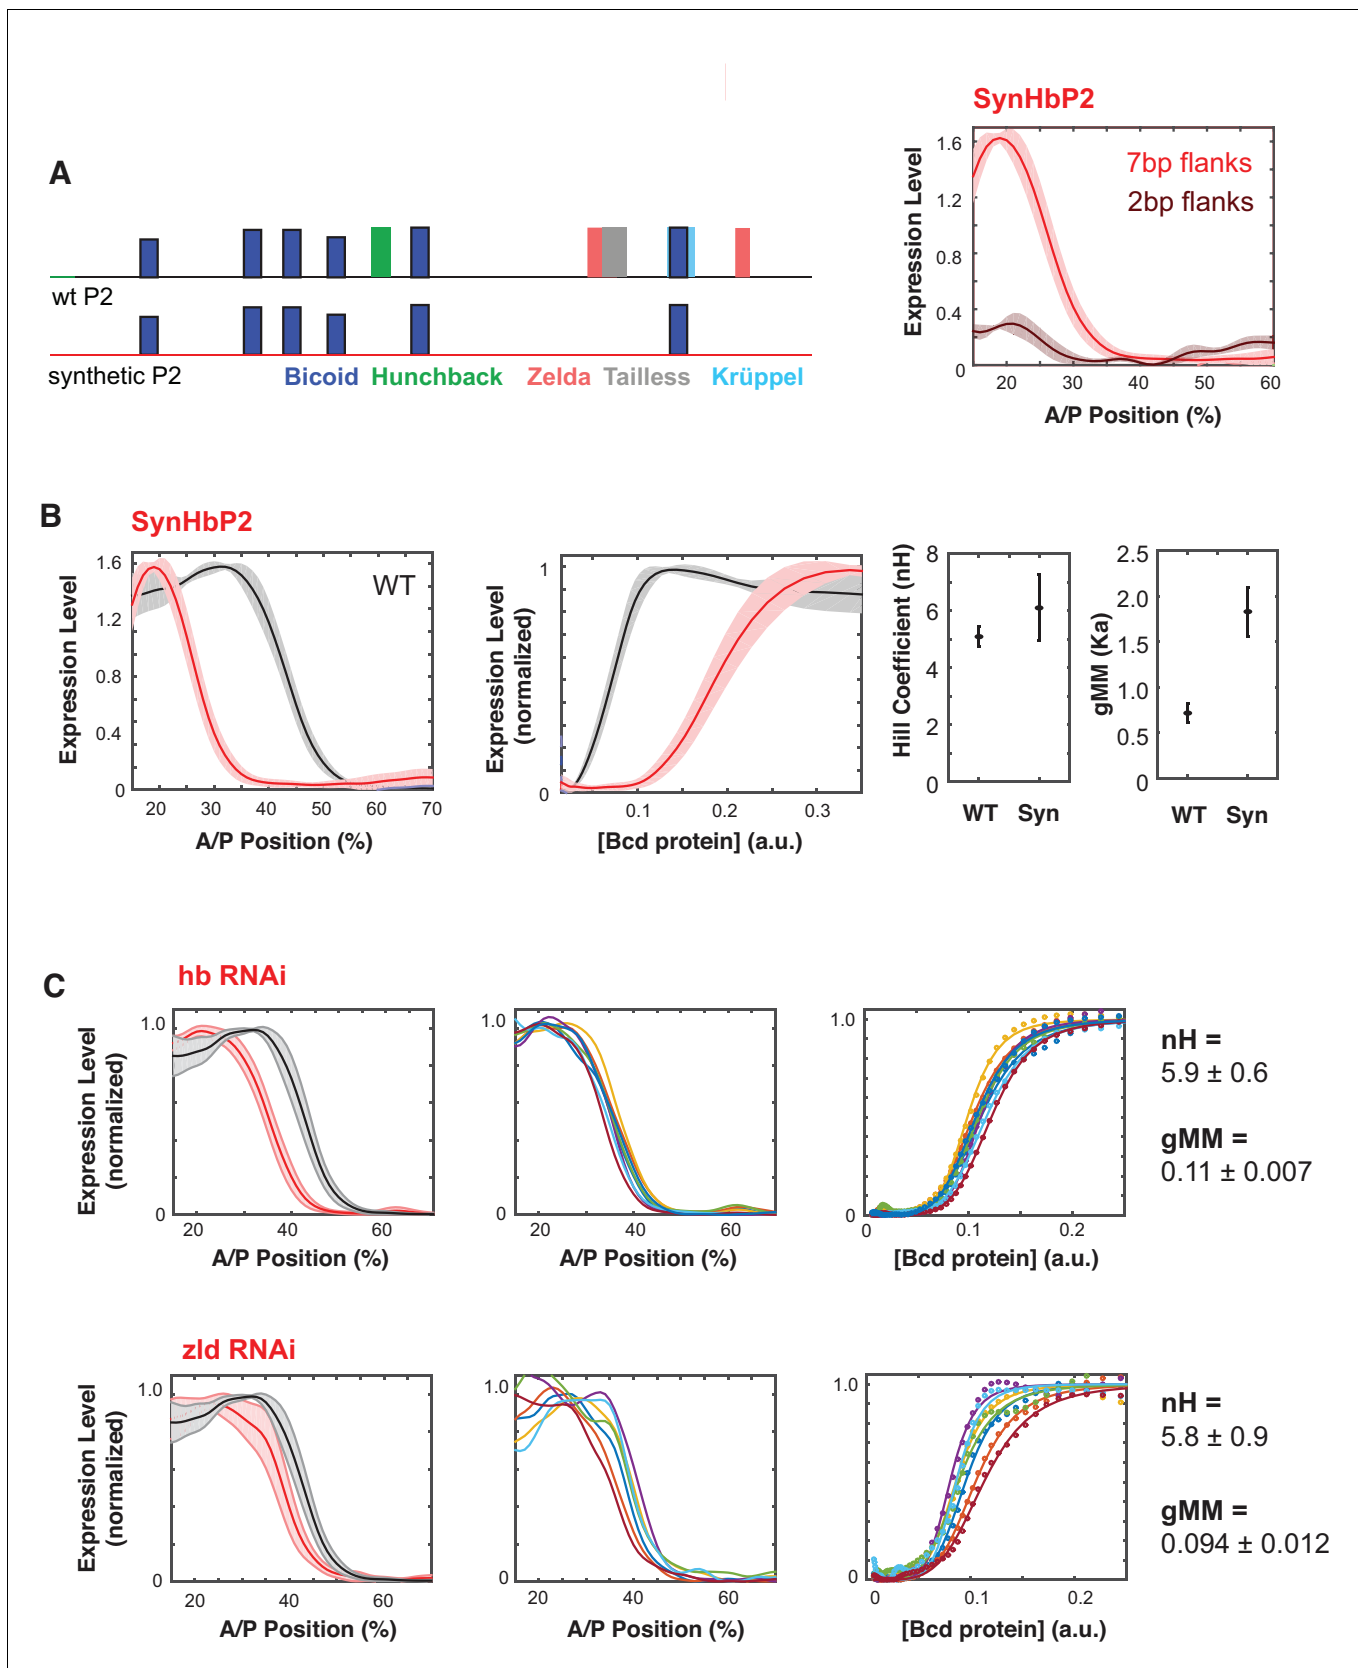 A
wt P2
synthetic P2
Bicoid Hunchback Zelda Tailless Krüppel
SynHbP2
Expression Level
1.6
1.2
0.8
0.4
0
7bp flanks
2bp flanks
20 30 40 50 60
A/P Position (%)
B
SynHbP2
Expression Level
1.6
1.2
0.8
0.4
0
WT
20 30 40 50 60 70
A/P Position (%)
Expression Level
(normalized)
1
0
0.1 0.2 0.3
[Bcd protein] (a.u.)
Hill Coefficient (nH)
8
6
4
2
0
WT Syn
gMM (Ka)
2.5
2.0
1.5
1.0
0.5
0
WT Syn
C
hb RNAi
Expression Level
(normalized)
1.0
0
20 40 60
A/P Position (%)
1.0
0
20 40 60
A/P Position (%)
1.0
0
0 0.1 0.2
[Bcd protein] (a.u.)
nH =
5.9 ± 0.6
gMM =
0.11 ± 0.007
zld RNAi
Expression Level
(normalized)
1.0
0
20 40 60
A/P Position (%)
1.0
0
20 40 60
A/P Position (%)
1.0
0
0 0.1 0.2
[Bcd protein] (a.u.)
nH =
5.8 ± 0.9
gMM =
0.094 ± 0.012